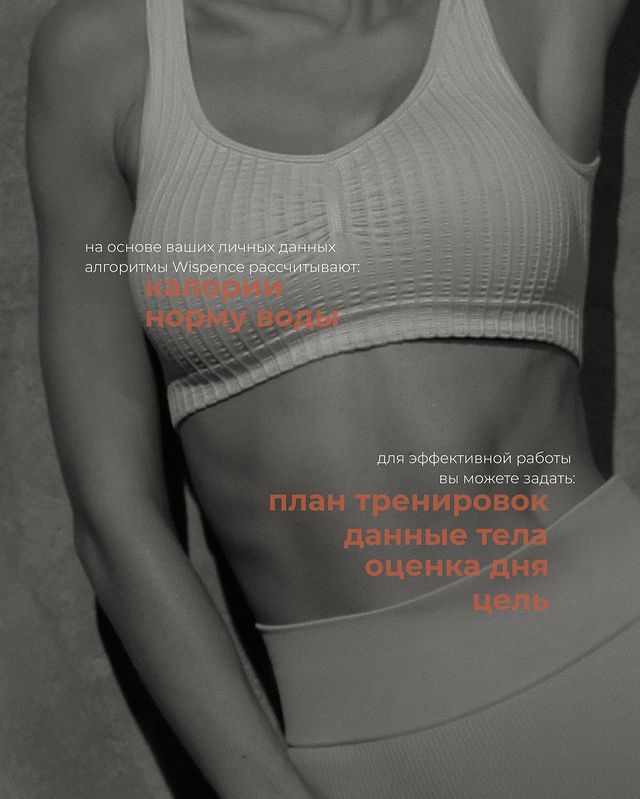 на основе ваших личных данных
алгоритмы Wispence рассчитывают:
калории
норму воды
для эффективной работы
вы можете задать:
план тренировок
данные тела
оценка дня
цель